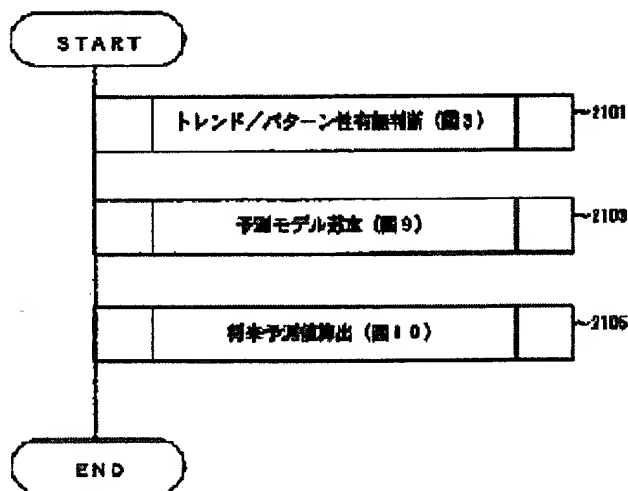 START
トレンド／パターン性有無判断（図3）
~2101
予測モデル選定（図9）
~2103
将来予測値算出（図10）
~2105
END